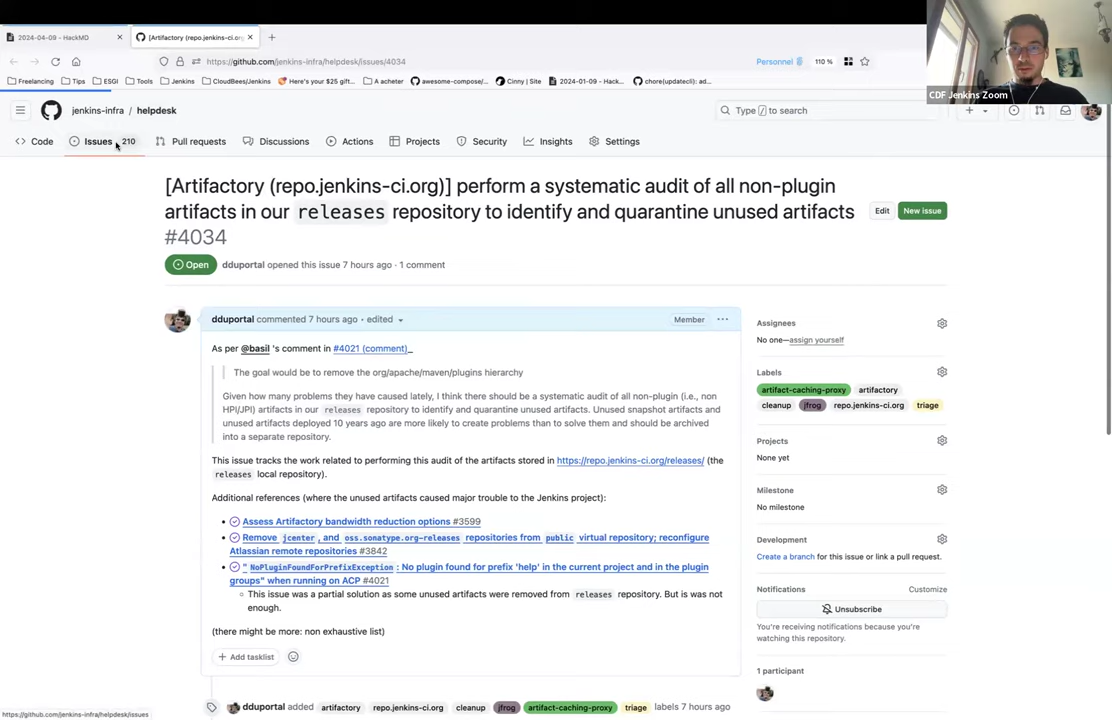 2024-04-09 - HackMD
[Artifactory (repo.jenkins-ci.org
https://github.com/jenkins-infra/helpdesk/issues/4034
Personnel
110 %
Freelancing
Tips
ESGI
Tools
Jenkins
CloudBees/Jenkins
Here's your $25 gift...
A acheter
awesome-compose/...
Cinny | Site
2024-01-09 - Hack...
chore(updatecli): ad...
CDF Jenkins Zoom
jenkins-infra / helpdesk
Type / to search
Code
Issues 210
Pull requests
Discussions
Actions
Projects
Security
Insights
Settings
[Artifactory (repo.jenkins-ci.org)] perform a systematic audit of all non-plugin
artifacts in our releases repository to identify and quarantine unused artifacts
#4034
Edit
New issue
Open
dduportal opened this issue 7 hours ago · 1 comment
dduportal commented 7 hours ago • edited
Member
As per @basil 's comment in #4021 (comment)_
The goal would be to remove the org/apache/maven/plugins hierarchy
Given how many problems they have caused lately, I think there should be a systematic audit of all non-plugin (i.e., non
HPI/JPI) artifacts in our releases repository to identify and quarantine unused artifacts. Unused snapshot artifacts and
unused artifacts deployed 10 years ago are more likely to create problems than to solve them and should be archived
into a separate repository.
This issue tracks the work related to performing this audit of the artifacts stored in https://repo.jenkins-ci.org/releases/ (the
releases local repository).
Additional references (where the unused artifacts caused major trouble to the Jenkins project):
• Assess Artifactory bandwidth reduction options #3599
• Remove jcenter , and oss.sonatype.org-releases repositories from public virtual repository; reconfigure
Atlassian remote repositories #3842
• " NoPluginFoundForPrefixException : No plugin found for prefix 'help' in the current project and in the plugin
groups" when running on ACP #4021
This issue was a partial solution as some unused artifacts were removed from releases repository. But is was not
enough.
(there might be more: non exhaustive list)
Add tasklist
dduportal added artifactory repo.jenkins-ci.org cleanup jfrog artifact-caching-proxy triage labels 7 hours ago
Assignees
No one—assign yourself
Labels
artifact-caching-proxy artifactory
cleanup jfrog repo.jenkins-ci.org triage
Projects
None yet
Milestone
No milestone
Development
Create a branch for this issue or link a pull request.
Notifications
Customize
Unsubscribe
You're receiving notifications because you're
watching this repository.
1 participant
https://github.com/jenkins-infra/helpdesk/issues